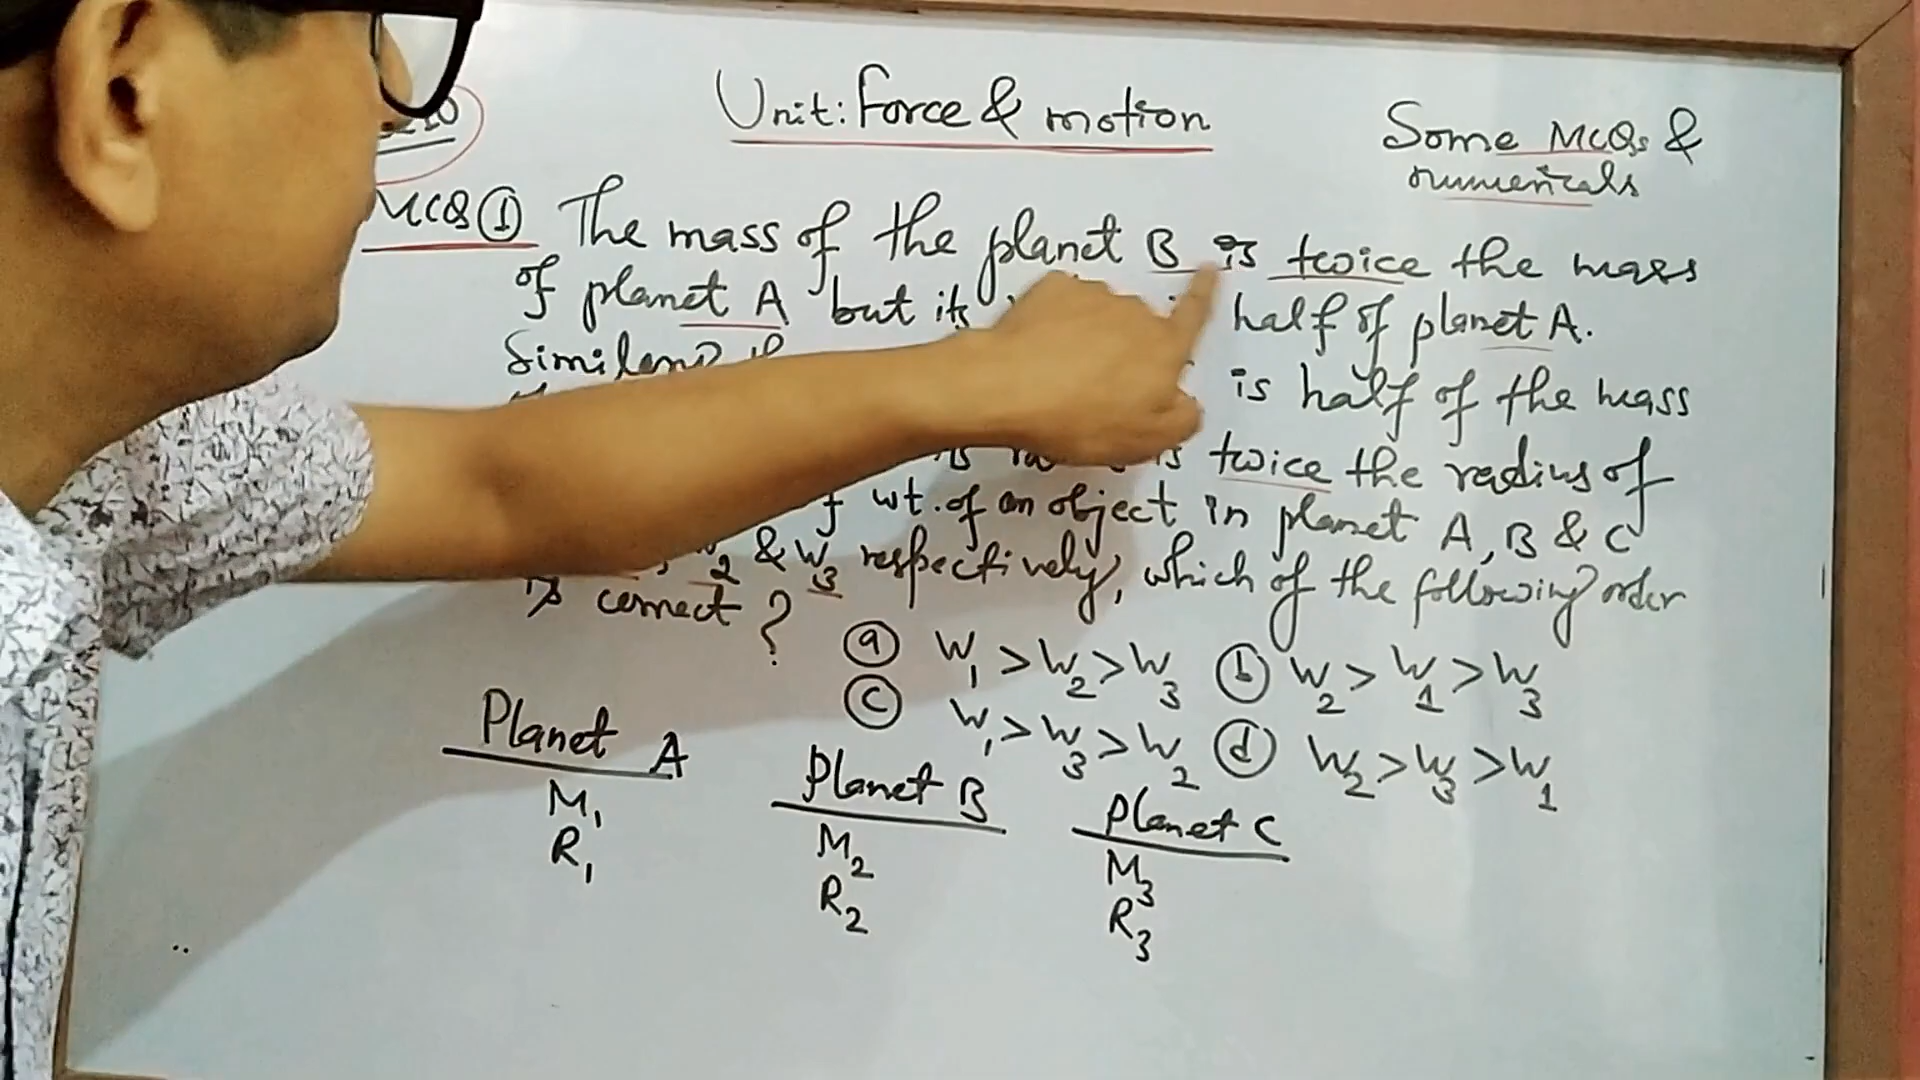 Unit: Force & motion
Some MCQs &
numericals
MCQ ① The mass of the planet B is twice the mass
of planet A but its half of planet A.
is half of the mass
is twice the radius of
wt. of an object in planet A, B & C
W2 & W3 respectively, which of the following order
is correct?
ⓐ W1 > W2 > W3 ⓑ W2 > W1 > W3
ⓒ W1 > W3 > W2 ⓓ W2 > W3 > W1
Planet A
M1
R1
Planet B
M2
R2
Planet C
M3
R3